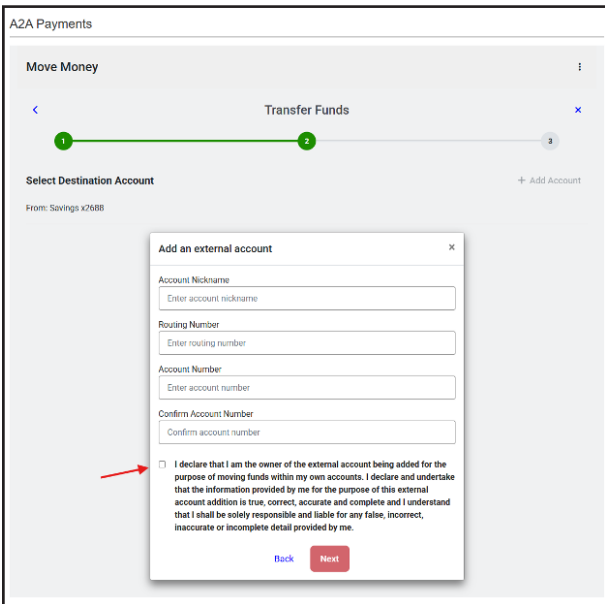 A2A Payments
Move Money
Transfer Funds
×
1
2
3
Select Destination Account
+ Add Account
From: Savings x2688
Add an external account
×
Account Nickname
Enter account nickname
Routing Number
Enter routing number
Account Number
Enter account number
Confirm Account Number
Confirm account number
I declare that I am the owner of the external account being added for the
purpose of moving funds within my own accounts. I declare and undertake
that the information provided by me for the purpose of this external
account addition is true, correct, accurate and complete and I understand
that I shall be solely responsible and liable for any false, incorrect,
inaccurate or incomplete detail provided by me.
Back
Next